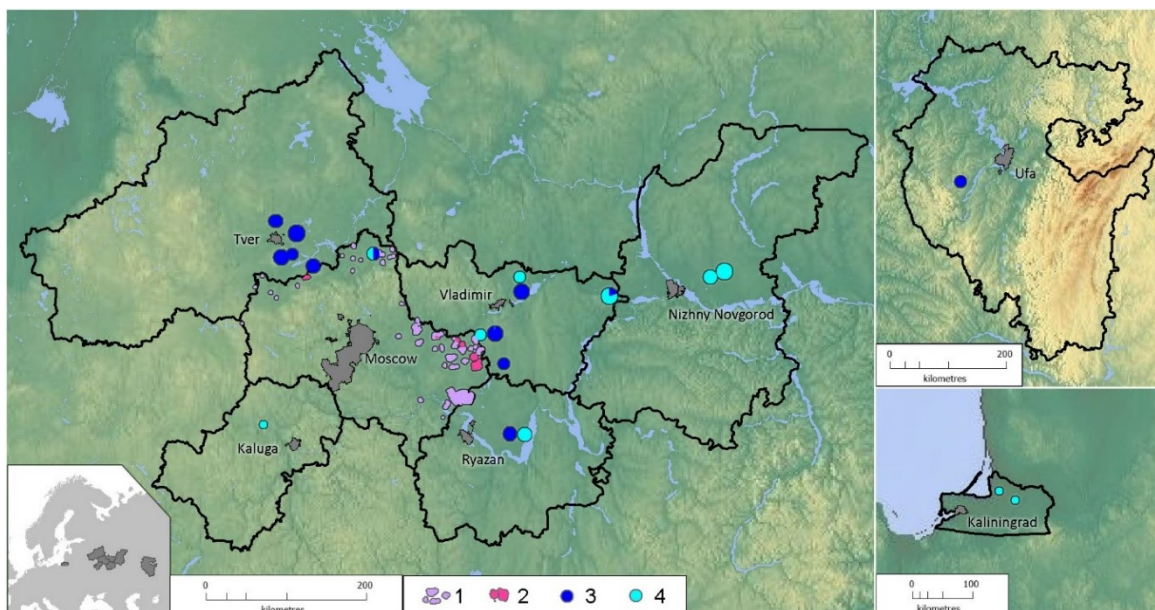 Tver
Vladimir
Nizhny Novgorod
Moscow
Kaluga
Ryazan
0 200
kilometres
1 2 3 4
Ufa
0 200
kilometres
Kaliningrad
0 100
kilometres